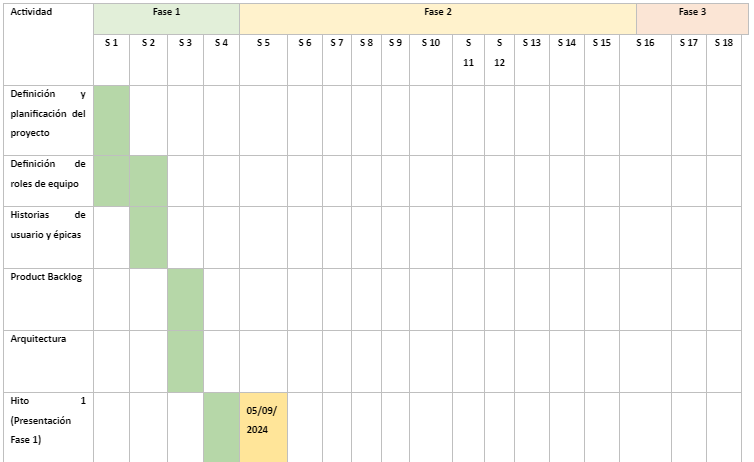 Actividad Fase 1 Fase 2 Fase 3
S 1 S 2 S 3 S 4 S 5 S 6 S 7 S 8 S 9 S 10 S 11 S 12 S 13 S 14 S 15 S 16 S 17 S 18
Definición y
planificación del
proyecto
Definición de
roles de equipo
Historias de
usuario y épicas
Product Backlog
Arquitectura
Hito 1
(Presentación
Fase 1)
05/09/
2024